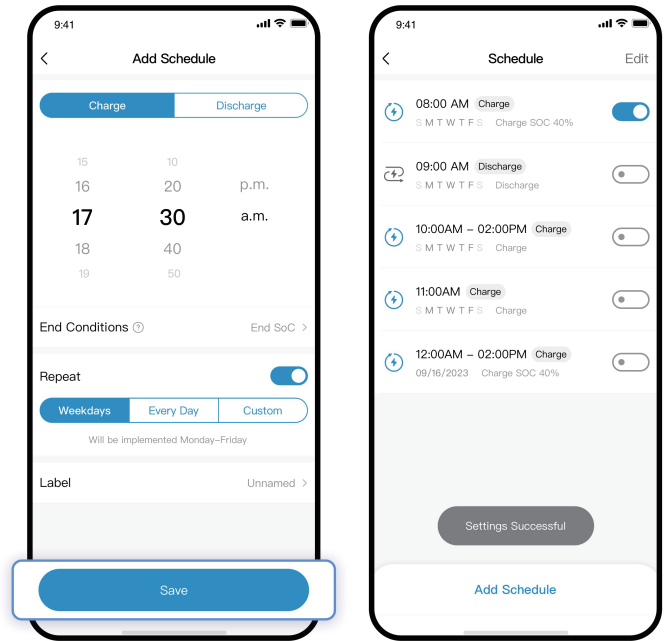 9:41
Add Schedule
Charge Discharge
15 10
16 20 p.m.
17 30 a.m.
18 40
19 50
End Conditions ? End SoC >
Repeat
Weekdays Every Day Custom
Will be implemented Monday–Friday
Label Unnamed >
Save
9:41
Schedule Edit
08:00 AM Charge
S M T W T F S Charge SOC 40%
09:00 AM Discharge
S M T W T F S Discharge
10:00AM – 02:00PM Charge
S M T W T F S Charge
11:00AM Charge
S M T W T F S Charge
12:00AM – 02:00PM Charge
09/16/2023 Charge SOC 40%
Settings Successful
Add Schedule